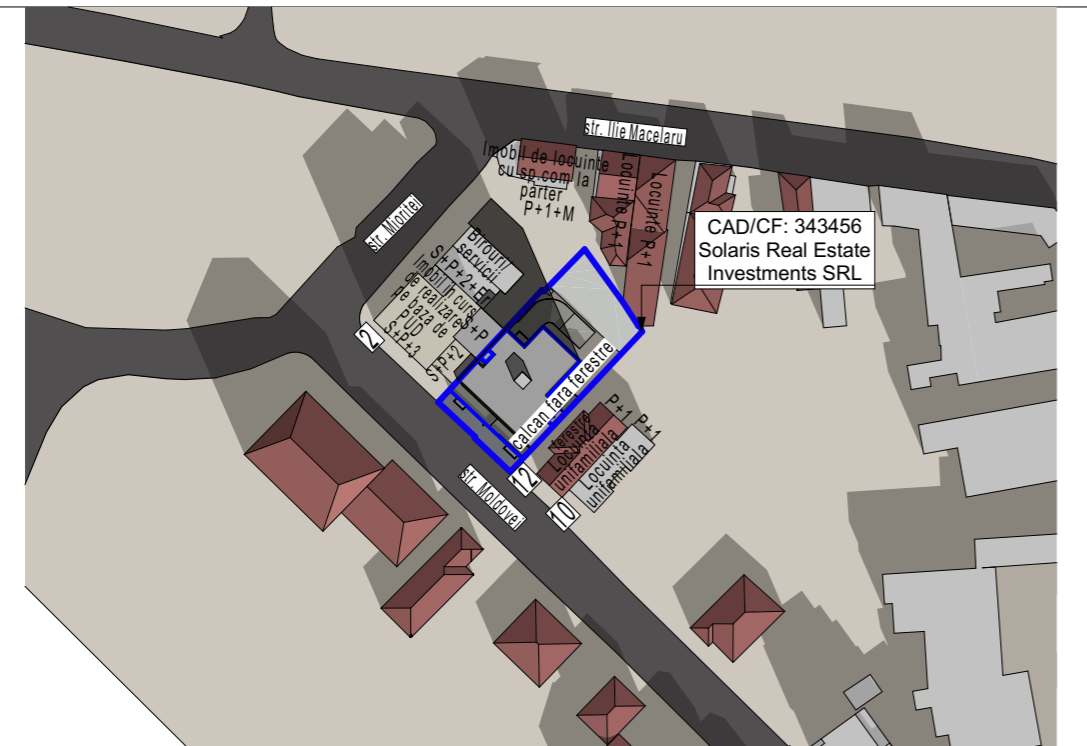 str. Ilie Macelaru
Imobil de locuinte
cu sp.com la
parter
P+1+M
Locuinte P+1
Locuinte P+1
str. Mioritei
CAD/CF: 343456
Solaris Real Estate
Investments SRL
Birouri
servicii
S+P+2+Er
S+P
Imobil in curs
de realizare
pe baza de
PUD
S+P+3
S+P+2
2
calcan fara ferestre
P+1
P+1
ferestre
Locuinta
unifamiliala
Locuinta
unifamiliala
12
10
str. Moldovei